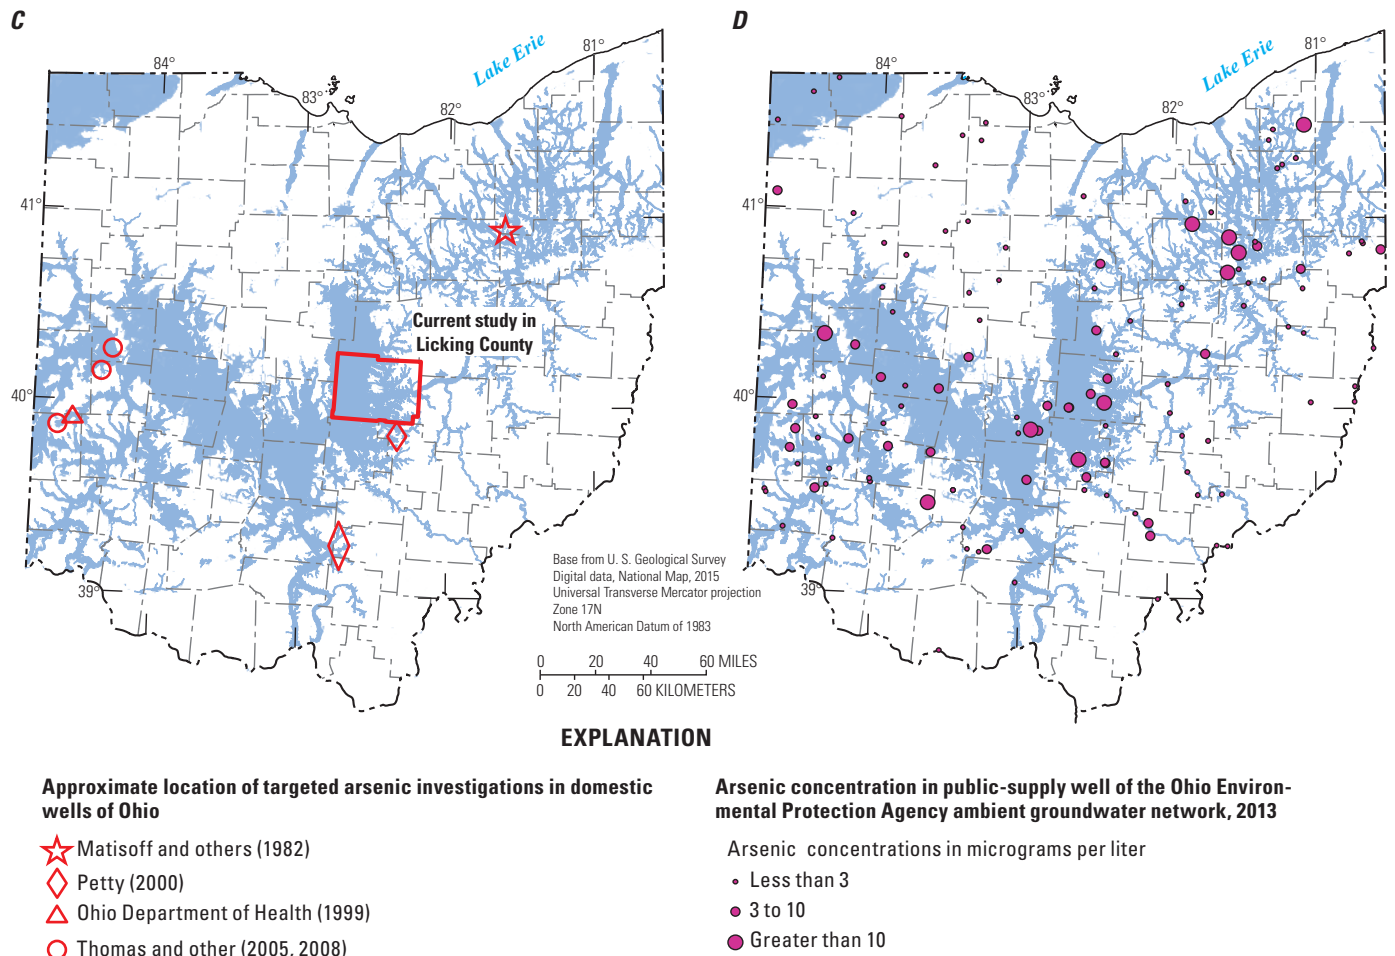 C
D
Lake Erie
Lake Erie
81°
81°
84°
84°
83°
83°
82°
82°
41°
41°
Current study in
Licking County
40°
40°
39°
39°
Base from U. S. Geological Survey
Digital data, National Map, 2015
Universal Transverse Mercator projection
Zone 17N
North American Datum of 1983
0 20 40 60 MILES
0 20 40 60 KILOMETERS
EXPLANATION
Approximate location of targeted arsenic investigations in domestic
wells of Ohio
Matisoff and others (1982)
Petty (2000)
Ohio Department of Health (1999)
Thomas and other (2005, 2008)
Arsenic concentration in public-supply well of the Ohio Environ-
mental Protection Agency ambient groundwater network, 2013
Arsenic concentrations in micrograms per liter
Less than 3
3 to 10
Greater than 10